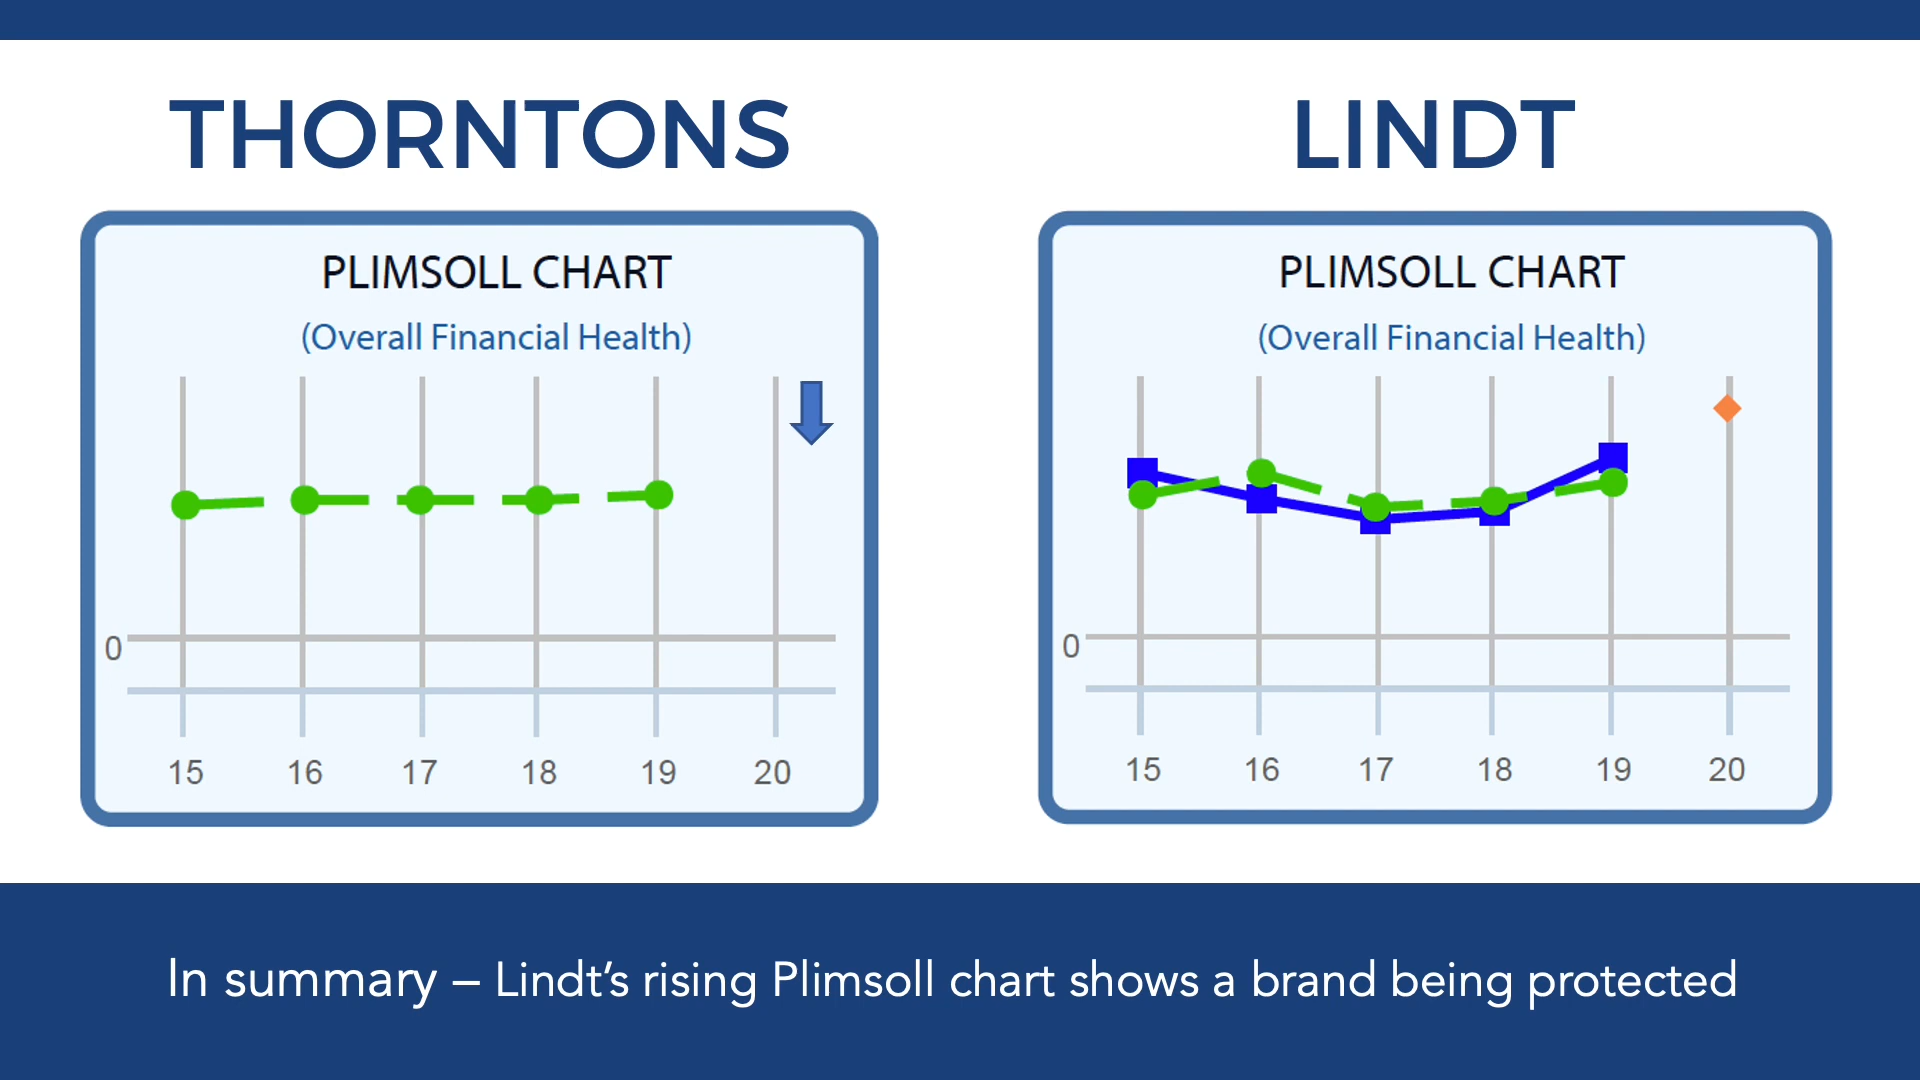 THORNTONS
LINDT
PLIMSOLL CHART
(Overall Financial Health)
0
15 16 17 18 19 20
PLIMSOLL CHART
(Overall Financial Health)
0
15 16 17 18 19 20
In summary – Lindt’s rising Plimsoll chart shows a brand being protected